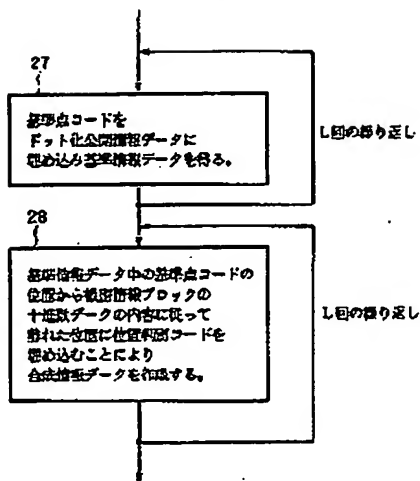 27
基準点コードを
ドット化公開情報データに
埋め込み基準情報データを得る。
L回の繰り返し
28
基準情報データ中の基準点コードの
位置から機密情報ブロックの
十進数データの内容に従って
離れた位置に位置判別コードを
埋め込むことにより
合法情報データを作成する。
L回の繰り返し